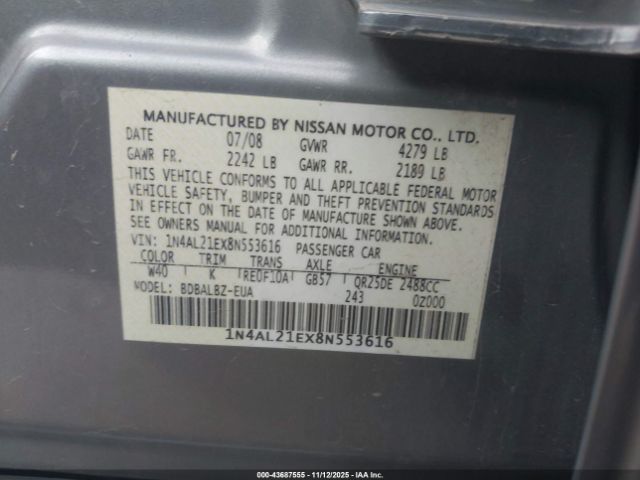 MANUFACTURED BY NISSAN MOTOR CO., LTD.
DATE 07/08 GVWR 4279 LB
GAWR FR. 2242 LB GAWR RR. 2189 LB
THIS VEHICLE CONFORMS TO ALL APPLICABLE FEDERAL MOTOR
VEHICLE SAFETY, BUMPER AND THEFT PREVENTION STANDARDS
IN EFFECT ON THE DATE OF MANUFACTURE SHOWN ABOVE.
SEE OWNERS MANUAL FOR ADDITIONAL INFORMATION.
VIN: 1N4AL21EX8N553616 PASSENGER CAR
COLOR TRIM TRANS AXLE ENGINE
W40 K RE0F10A GB57 QR25DE 2488CC
MODEL: BDBALBZ-EUA 243 0Z000
1N4AL21EX8N553616
000-43687555 - 11/12/2025 - IAAI.COM